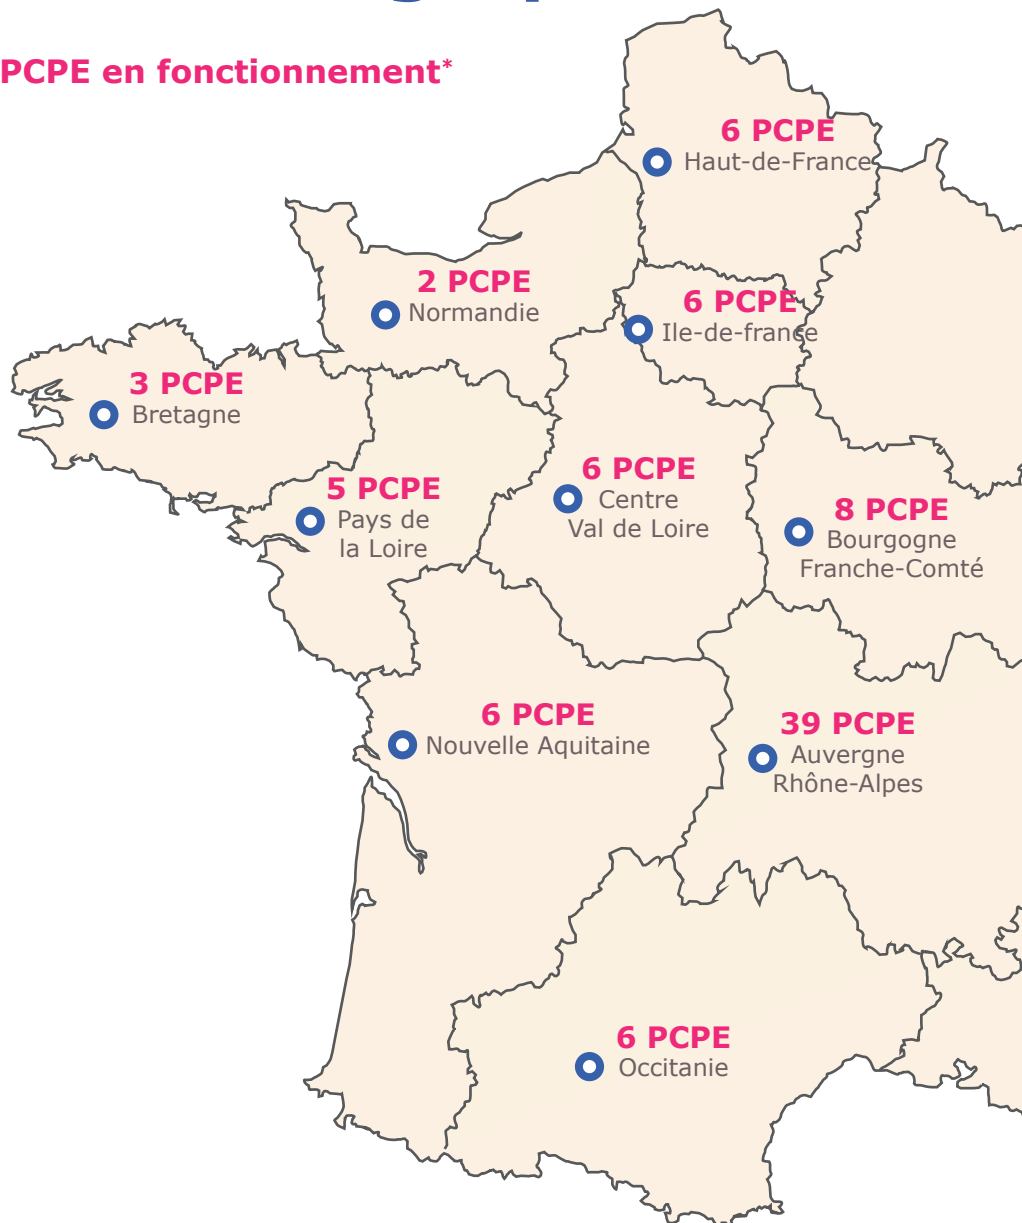 PCPE en fonctionnement*
6 PCPE
Haut-de-France
2 PCPE
Normandie
6 PCPE
Ile-de-france
3 PCPE
Bretagne
5 PCPE
Pays de
la Loire
6 PCPE
Centre
Val de Loire
8 PCPE
Bourgogne
Franche-Comté
6 PCPE
Nouvelle Aquitaine
39 PCPE
Auvergne
Rhône-Alpes
6 PCPE
Occitanie